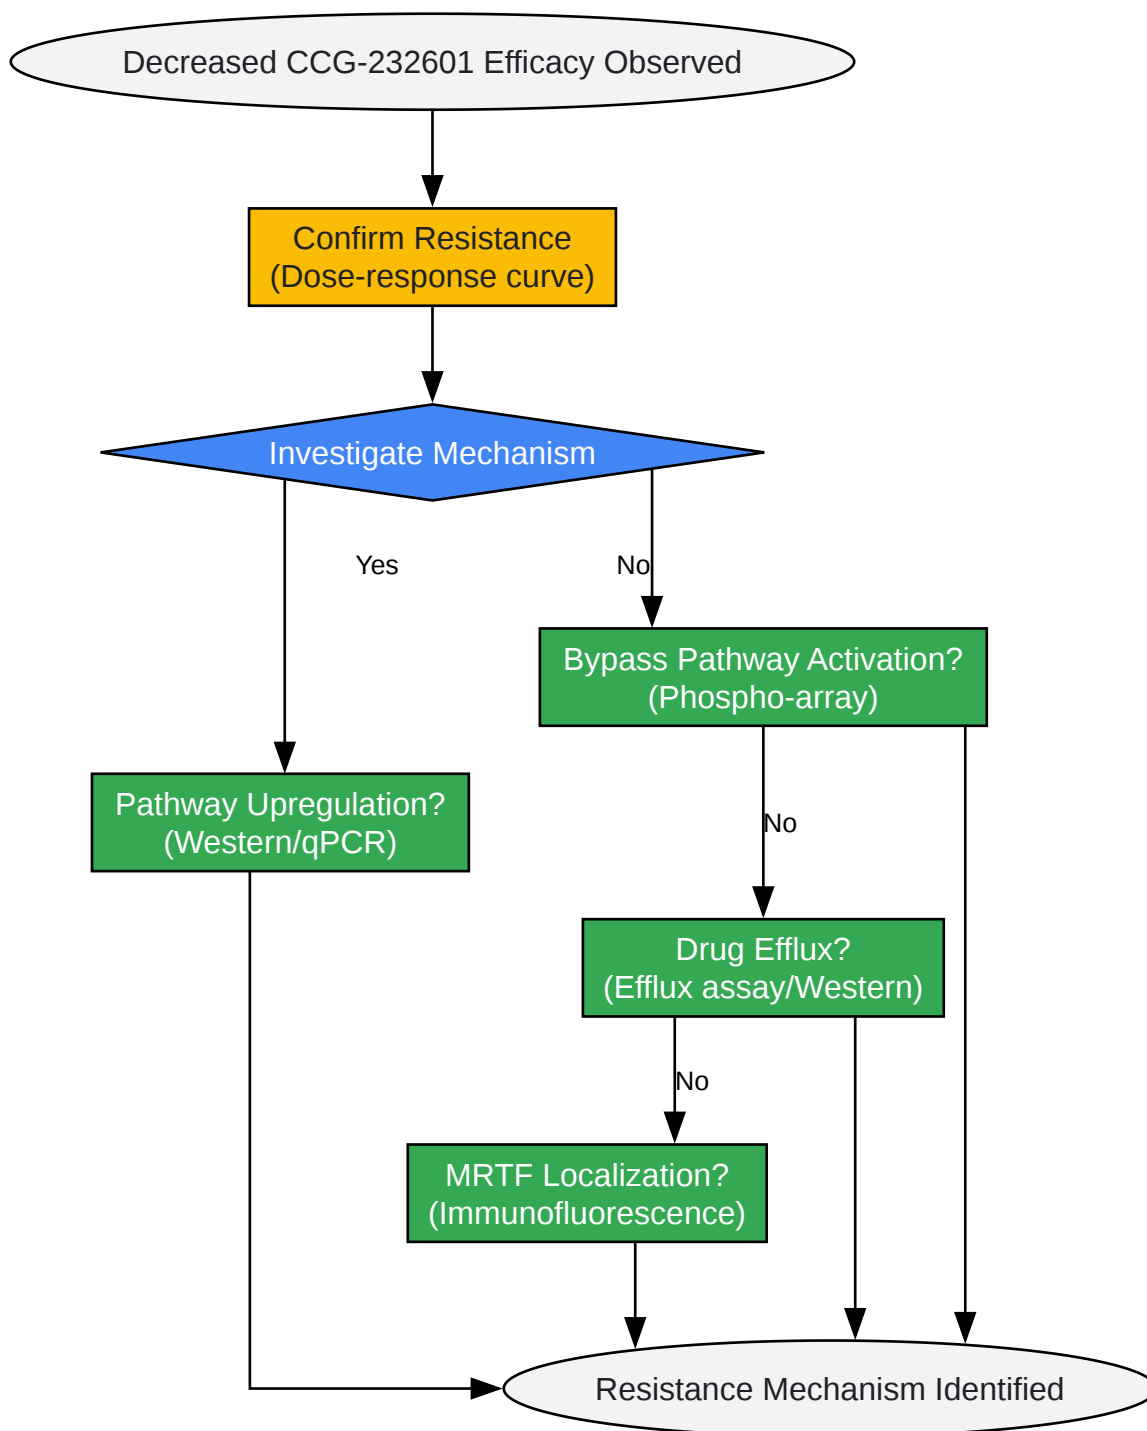 Decreased CCG-232601 Efficacy Observed
Confirm Resistance
(Dose-response curve)
Investigate Mechanism
Yes
No
Bypass Pathway Activation?
(Phospho-array)
Pathway Upregulation?
(Western/qPCR)
No
Drug Efflux?
(Efflux assay/Western)
No
MRTF Localization?
(Immunofluorescence)
Resistance Mechanism Identified